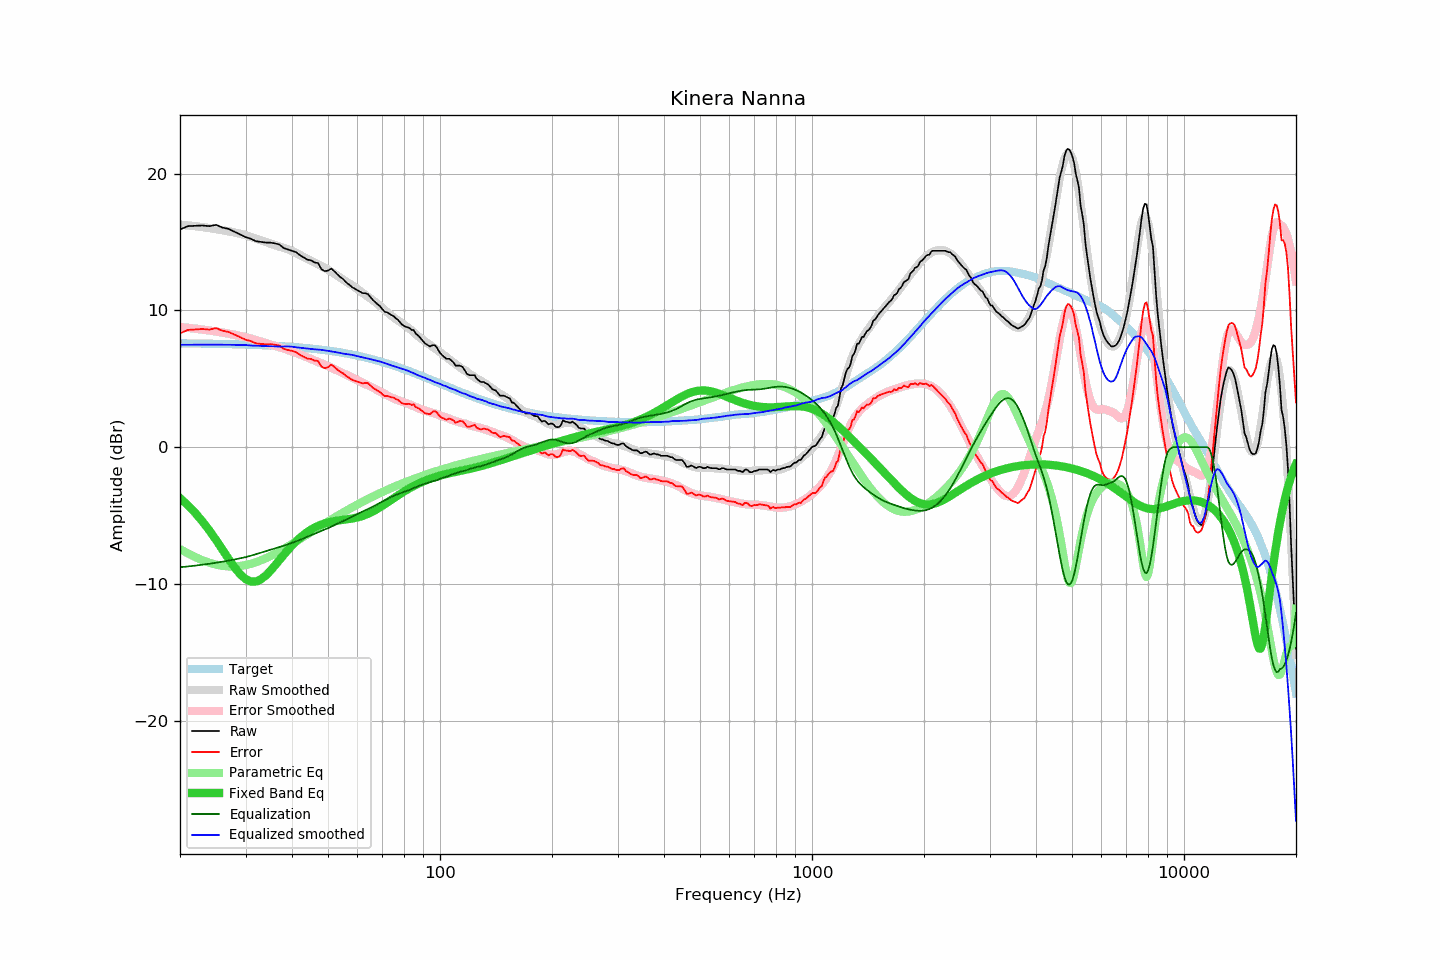 Kinera Nanna
20
10
0
−10
−20
Amplitude (dBr)
Target
Raw Smoothed
Error Smoothed
Raw
Error
Parametric Eq
Fixed Band Eq
Equalization
Equalized smoothed
100
1000
10000
Frequency (Hz)